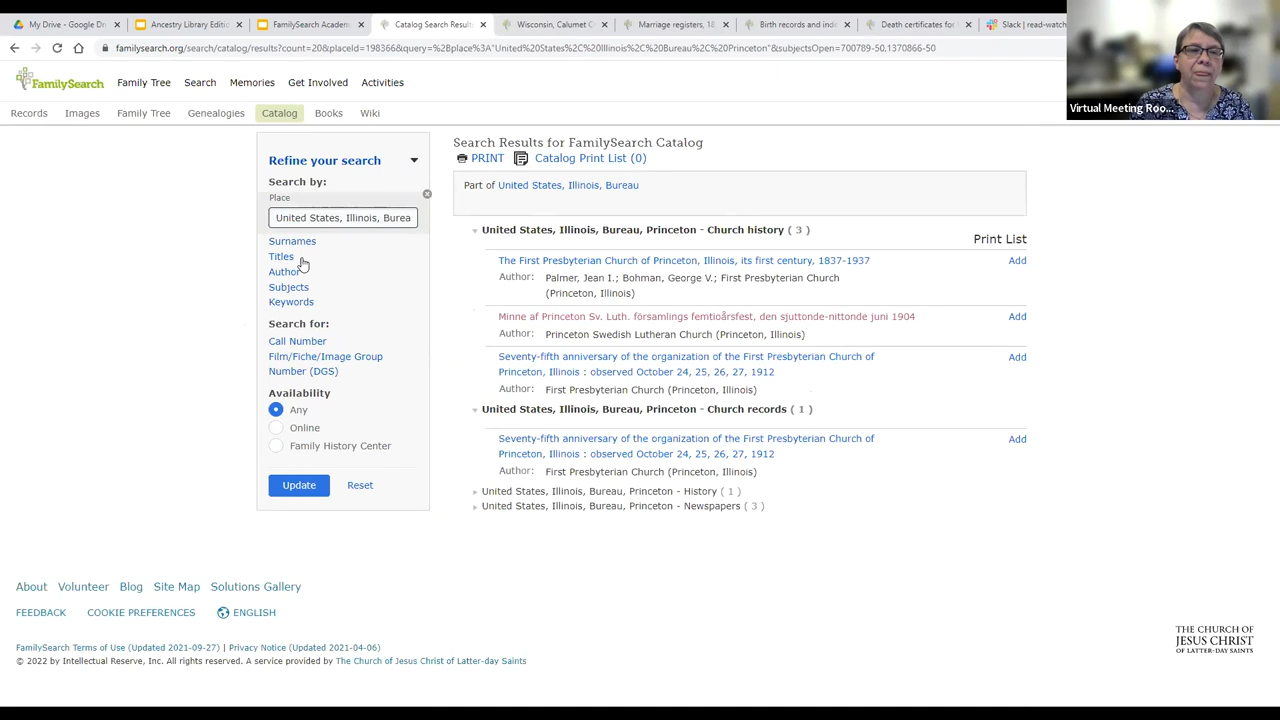 My Drive - Google Dri
Ancestry Library Editio
FamilySearch Academ
Catalog Search Result
Wisconsin, Calumet C
Marriage registers, 18
Birth records and inde
Death certificates for
Slack | read-watch
familysearch.org/search/catalog/results?count=20&placeId=198366&query=%2Bplace%3A"United%20States%2C%20Illinois%2C%20Bureau%2C%20Princeton"&subjectsOpen=700789-50,1370866-50
FamilySearch
Family Tree
Search
Memories
Get Involved
Activities
Virtual Meeting Roo...
Records
Images
Family Tree
Genealogies
Catalog
Books
Wiki
Refine your search
Search by:
Place
United States, Illinois, Burea
Surnames
Titles
Author
Subjects
Keywords
Search for:
Call Number
Film/Fiche/Image Group
Number (DGS)
Availability
Any
Online
Family History Center
Update
Reset
Search Results for FamilySearch Catalog
PRINT
Catalog Print List (0)
Part of United States, Illinois, Bureau
United States, Illinois, Bureau, Princeton - Church history ( 3 )
Print List
The First Presbyterian Church of Princeton, Illinois, its first century, 1837-1937
Add
Author: Palmer, Jean I.; Bohman, George V.; First Presbyterian Church
(Princeton, Illinois)
Minne af Princeton Sv. Luth. församlings femtioårsfest, den sjuttonde-nittonde juni 1904
Add
Author: Princeton Swedish Lutheran Church (Princeton, Illinois)
Seventy-fifth anniversary of the organization of the First Presbyterian Church of
Add
Princeton, Illinois : observed October 24, 25, 26, 27, 1912
Author: First Presbyterian Church (Princeton, Illinois)
United States, Illinois, Bureau, Princeton - Church records ( 1 )
Seventy-fifth anniversary of the organization of the First Presbyterian Church of
Add
Princeton, Illinois : observed October 24, 25, 26, 27, 1912
Author: First Presbyterian Church (Princeton, Illinois)
United States, Illinois, Bureau, Princeton - History ( 1 )
United States, Illinois, Bureau, Princeton - Newspapers ( 3 )
About
Volunteer
Blog
Site Map
Solutions Gallery
FEEDBACK
COOKIE PREFERENCES
ENGLISH
FamilySearch Terms of Use (Updated 2021-09-27) | Privacy Notice (Updated 2021-04-06)
© 2022 by Intellectual Reserve, Inc. All rights reserved. A service provided by The Church of Jesus Christ of Latter-day Saints
THE CHURCH OF
JESUS CHRIST
OF LATTER-DAY SAINTS